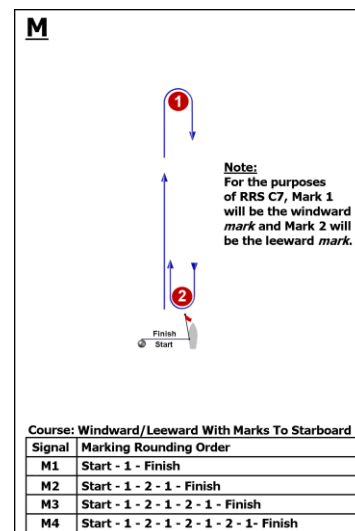 M
1
Note:
For the purposes
of RRS C7, Mark 1
will be the windward
mark and Mark 2 will
be the leeward mark.
2
Finish
Start
Course: Windward/Leeward With Marks To Starboard
Signal Marking Rounding Order
M1 Start - 1 - Finish
M2 Start - 1 - 2 - 1 - Finish
M3 Start - 1 - 2 - 1 - 2 - 1 - Finish
M4 Start - 1 - 2 - 1 - 2 - 1 - 2 - 1- Finish